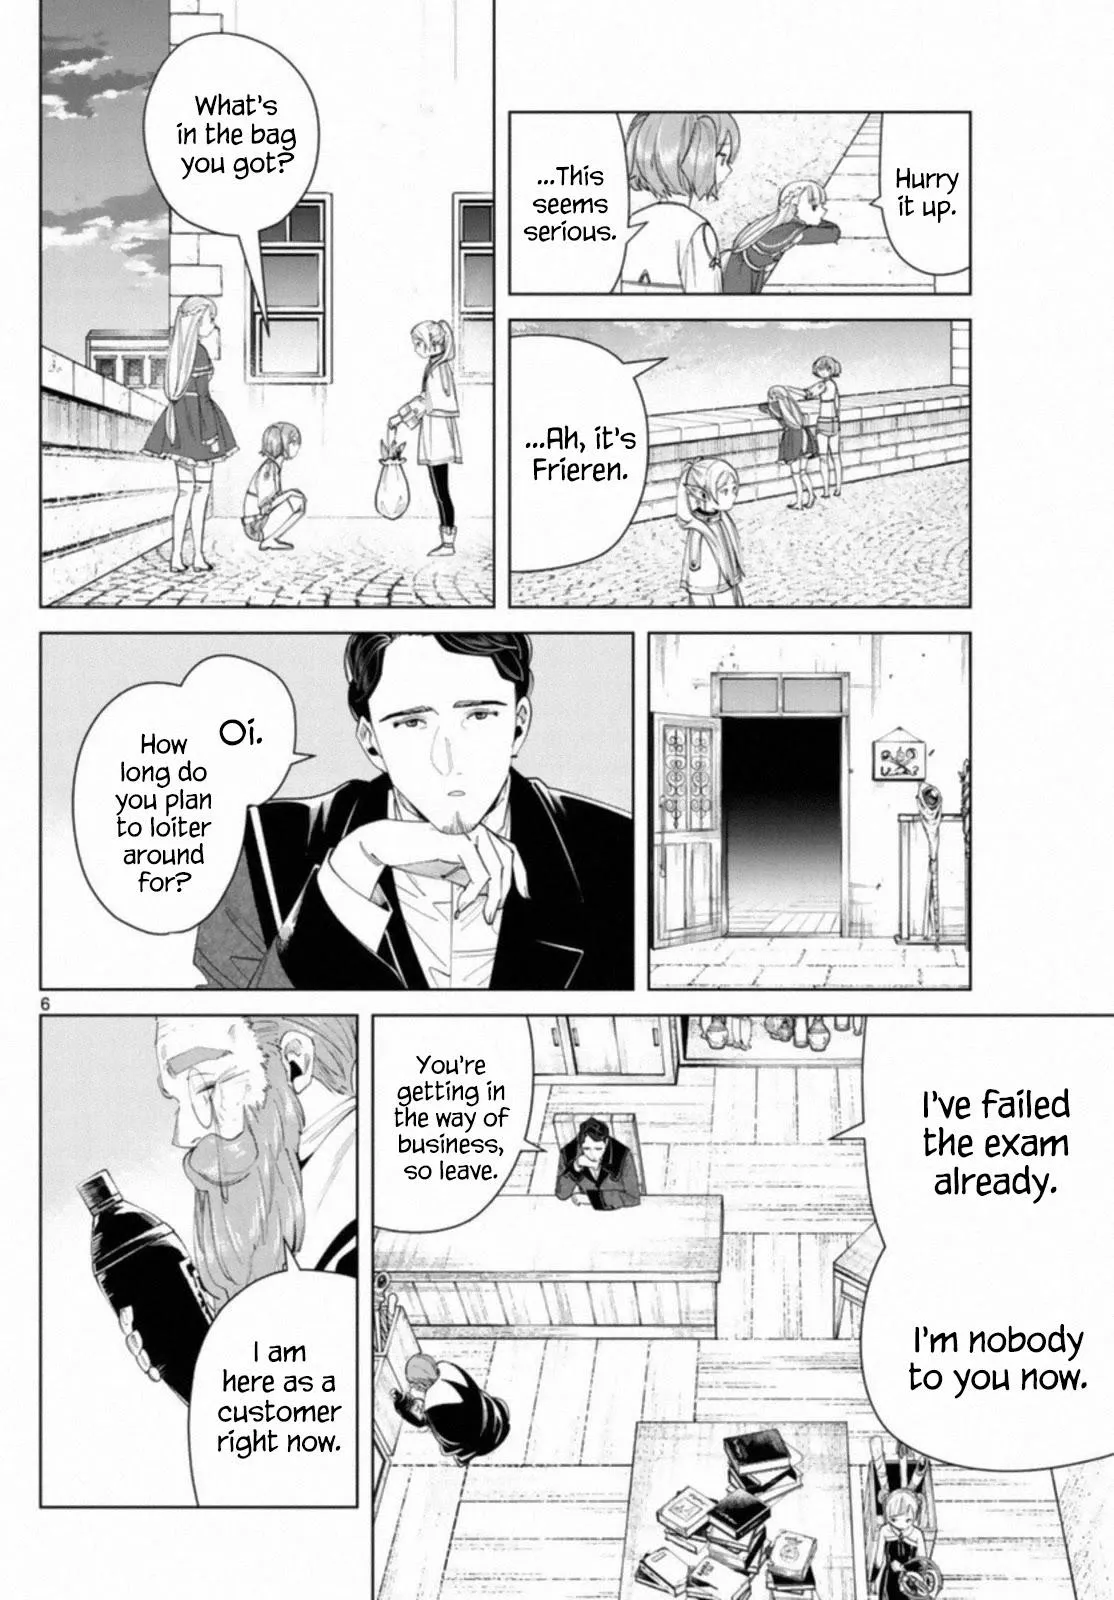 Hurry
it up.
...This
seems
serious.
...Ah, it's
Frieren.
What's
in the bag
you got?
Oi.
How
long do
you plan
to loiter
around
for?
I've failed
the exam
already.
I'm nobody
to you now.
You're
getting in
the way of
business,
so leave.
I am
here as a
customer
right now.
6